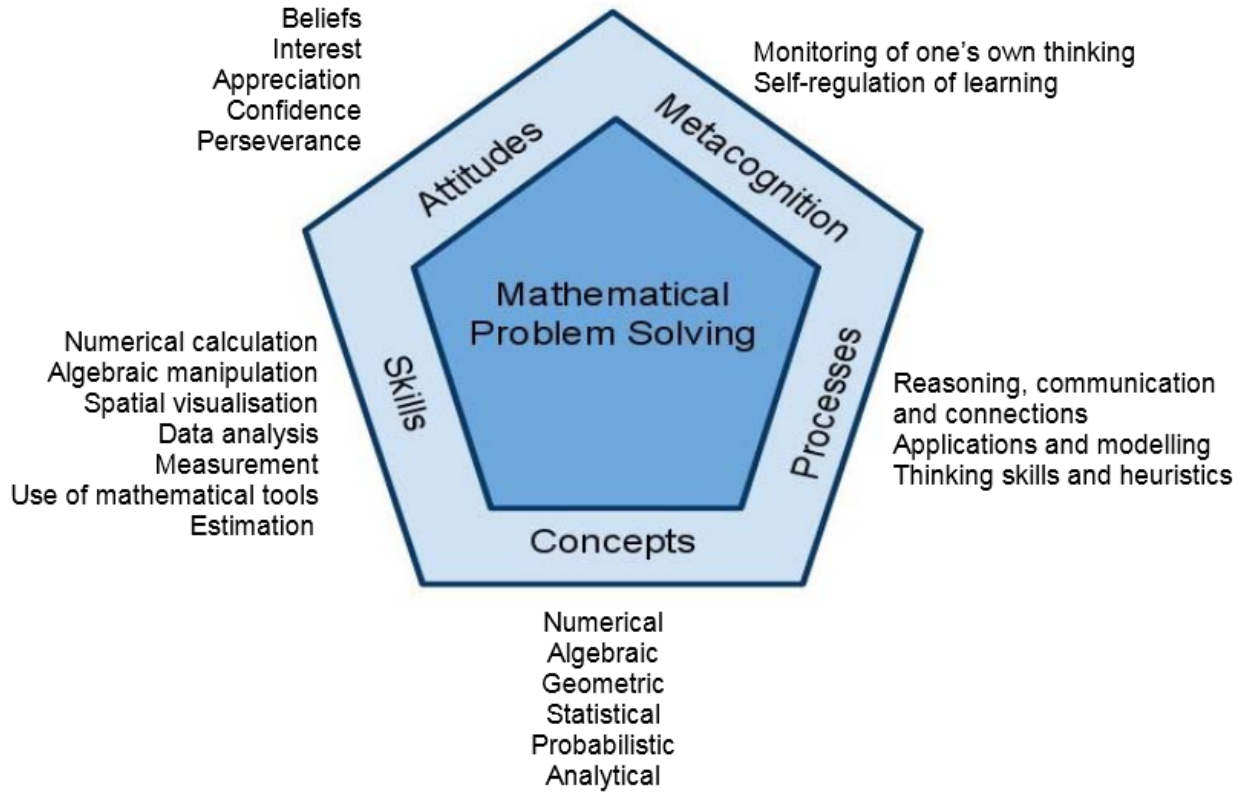 Beliefs
Interest
Appreciation
Confidence
Perseverance
Monitoring of one’s own thinking
Self-regulation of learning
Attitudes
Metacognition
Mathematical
Problem Solving
Numerical calculation
Algebraic manipulation
Spatial visualisation
Data analysis
Measurement
Use of mathematical tools
Estimation
Skills
Processes
Reasoning, communication
and connections
Applications and modelling
Thinking skills and heuristics
Concepts
Numerical
Algebraic
Geometric
Statistical
Probabilistic
Analytical